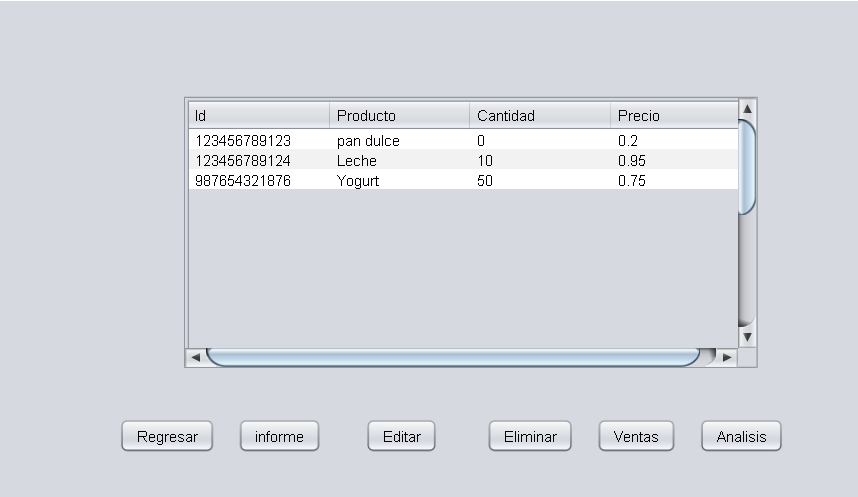 Id Producto Cantidad Precio
123456789123 pan dulce 0 0.2
123456789124 Leche 10 0.95
987654321876 Yogurt 50 0.75
Regresar informe Editar Eliminar Ventas Analisis